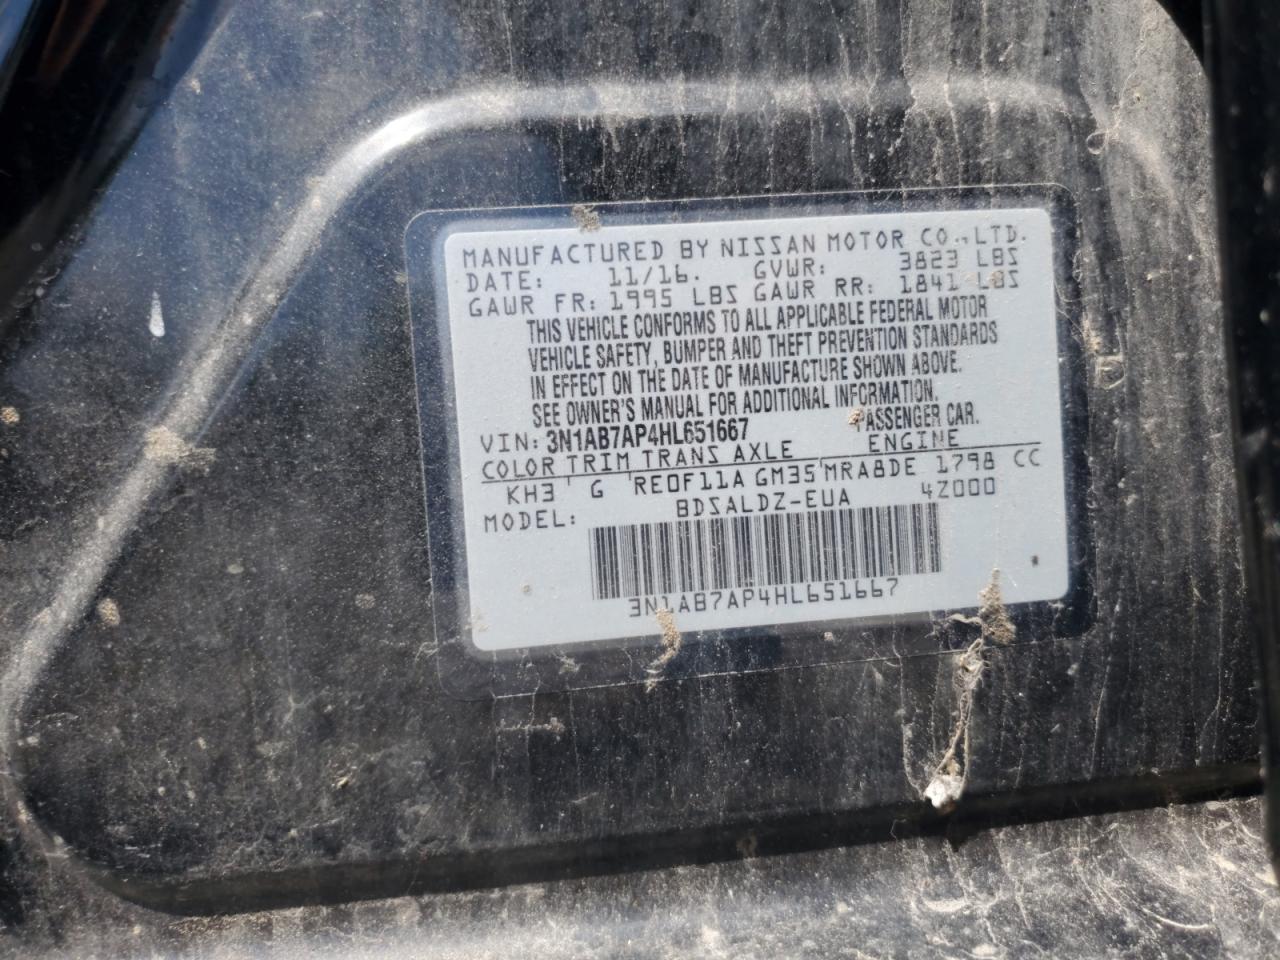 MANUFACTURED BY NISSAN MOTOR CO., LTD.
DATE: 11/16. GVWR: 3823 LBS
GAWR FR: 1995 LBS GAWR RR: 1841 LBS
THIS VEHICLE CONFORMS TO ALL APPLICABLE FEDERAL MOTOR
VEHICLE SAFETY, BUMPER AND THEFT PREVENTION STANDARDS
IN EFFECT ON THE DATE OF MANUFACTURE SHOWN ABOVE.
SEE OWNER'S MANUAL FOR ADDITIONAL INFORMATION.
VIN: 3N1AB7AP4HL651667 PASSENGER CAR.
COLOR TRIM TRANS AXLE ENGINE
KH3 G RE0F11A GM35 MRA8DE 1798 CC
MODEL: BDSALDZ-EUA 4Z000
3N1AB7AP4HL651667